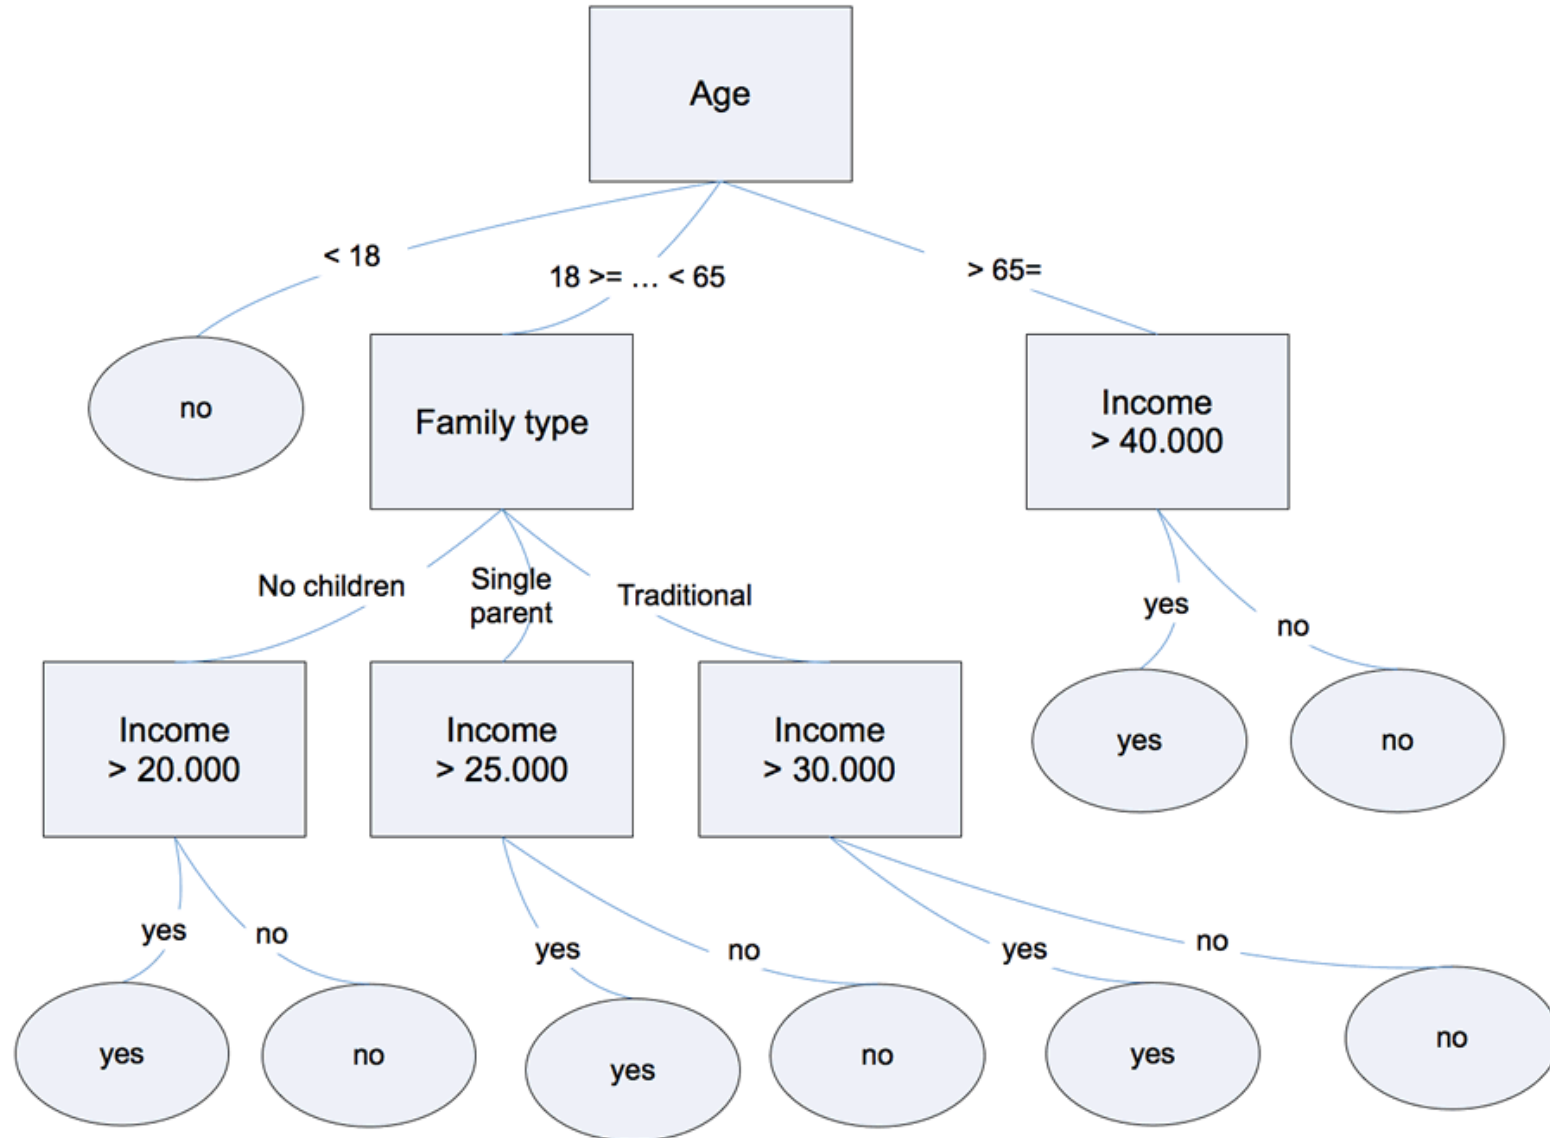 Age
< 18
18 >= ... < 65
> 65=
no
Family type
Income
> 40.000
No children
Single
parent
Traditional
yes
no
Income
> 20.000
Income
> 25.000
Income
> 30.000
yes
no
yes
no
yes
no
yes
no
yes
no
yes
no
yes
no